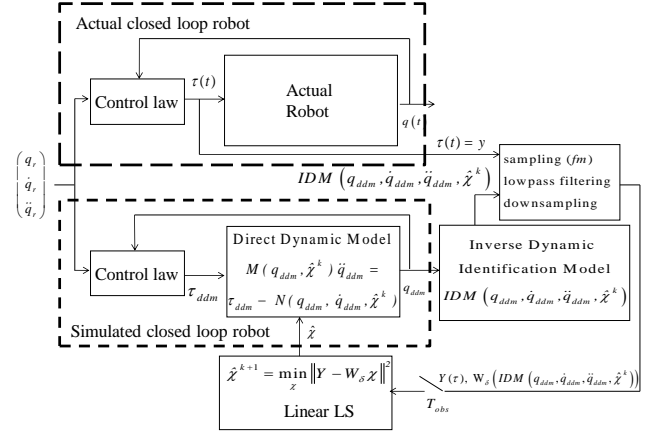 Actual closed loop robot
τ(t)
Control law
Actual
Robot
q(t)
τ(t) = y
( q_r
q̇_r
q̈_r )
IDM ( q_ddm , q̇_ddm , q̈_ddm , χ̂^k )
sampling (fm)
lowpass filtering
downsampling
Control law
τ_ddm
Direct Dynamic Model
M( q_ddm , χ̂^k ) q̈_ddm =
τ_ddm − N( q_ddm , q̇_ddm , χ̂^k )
q_ddm
Inverse Dynamic
Identification Model
IDM ( q_ddm , q̇_ddm , q̈_ddm , χ̂^k )
Simulated closed loop robot
χ̂
χ̂^{k+1} = min_χ ‖Y − W_δ χ‖²
Linear LS
Y(τ), W_δ ( IDM ( q_ddm , q̇_ddm , q̈_ddm , χ̂^k ))
T_obs